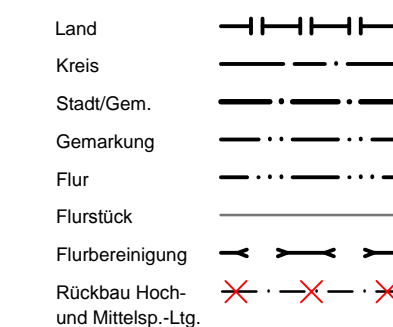 Land
Kreis
Stadt/Gem.
Gemarkung
Flur
Flurstück
Flurbereinigung
Rückbau Hoch-
und Mittelsp.-Ltg.